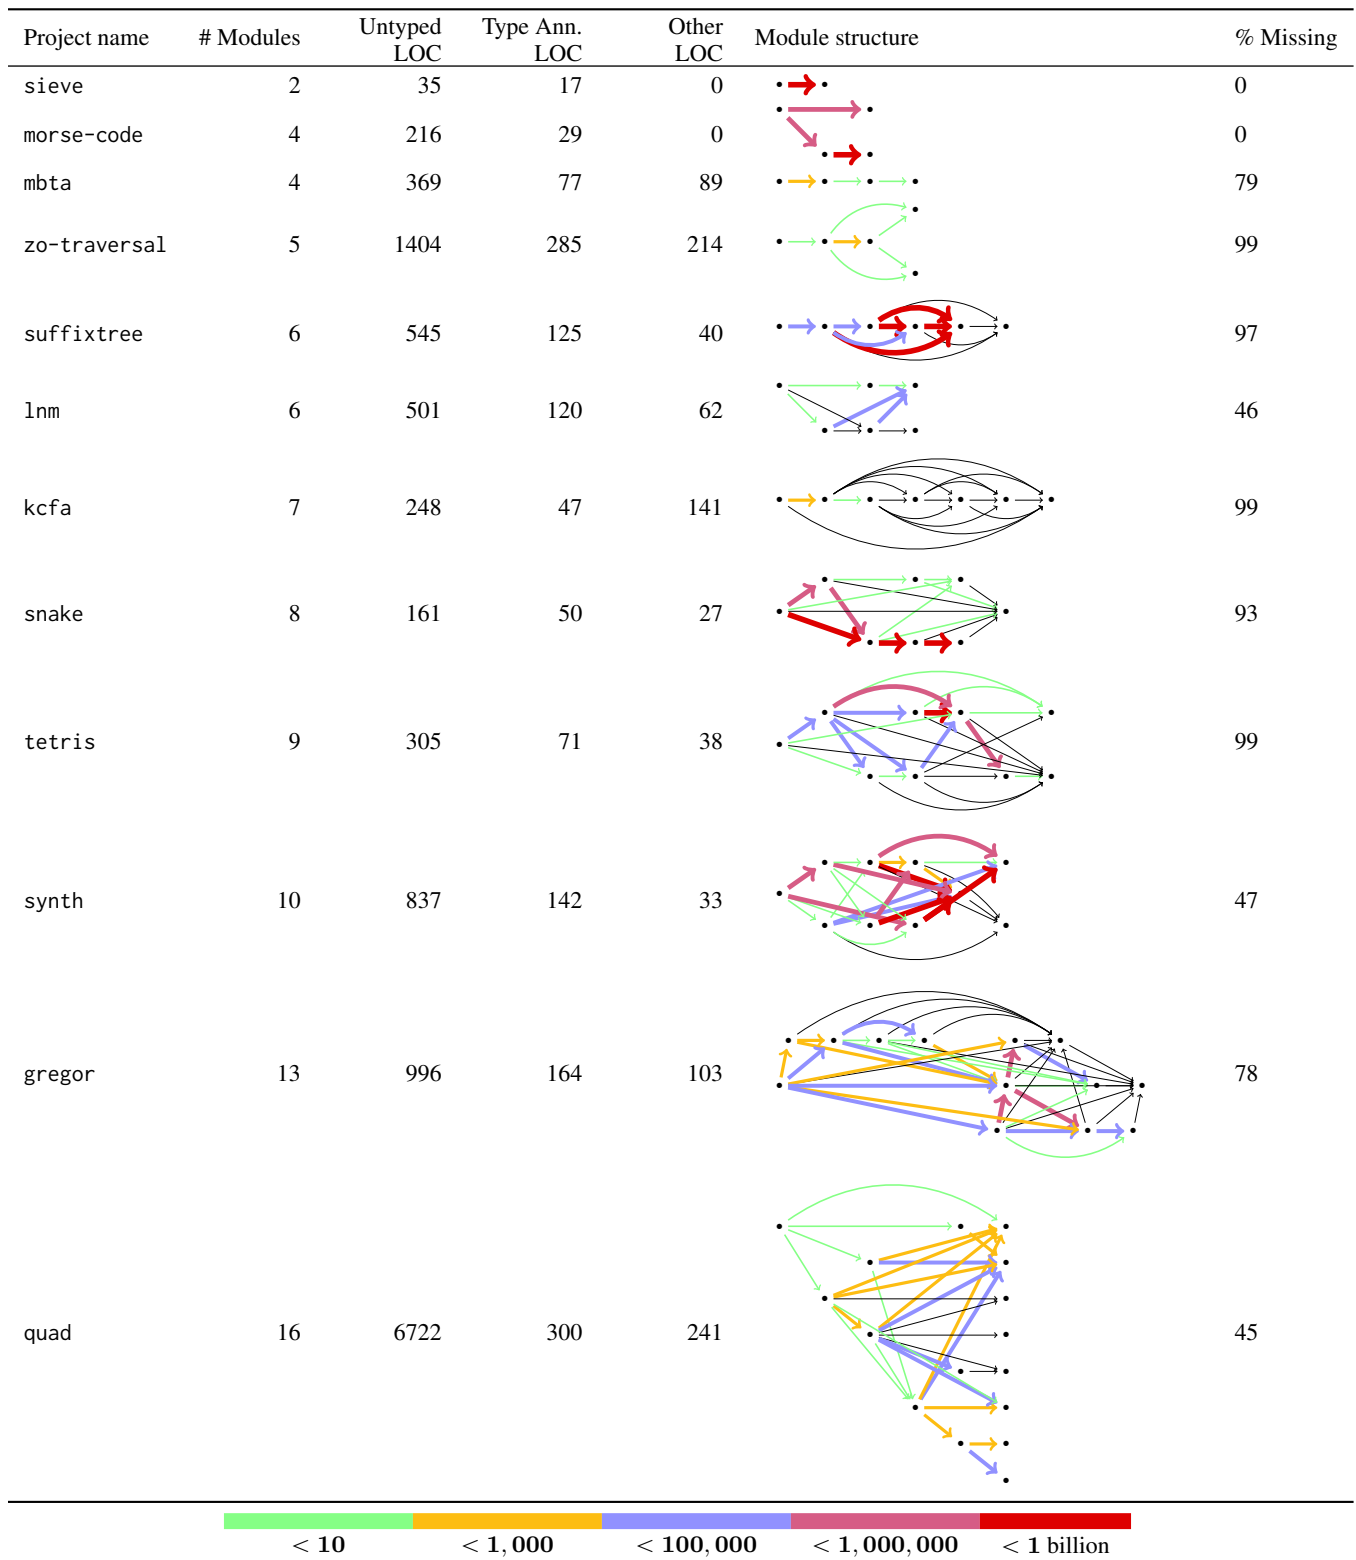 Project name # Modules Untyped LOC Type Ann. LOC Other LOC Module structure % Missing
sieve 2 35 17 0 0
morse-code 4 216 29 0 0
mbta 4 369 77 89 79
zo-traversal 5 1404 285 214 99
suffixtree 6 545 125 40 97
lnm 6 501 120 62 46
kcfa 7 248 47 141 99
snake 8 161 50 27 93
tetris 9 305 71 38 99
synth 10 837 142 33 47
gregor 13 996 164 103 78
quad 16 6722 300 241 45
< 10 < 1,000 < 100,000 < 1,000,000 < 1 billion